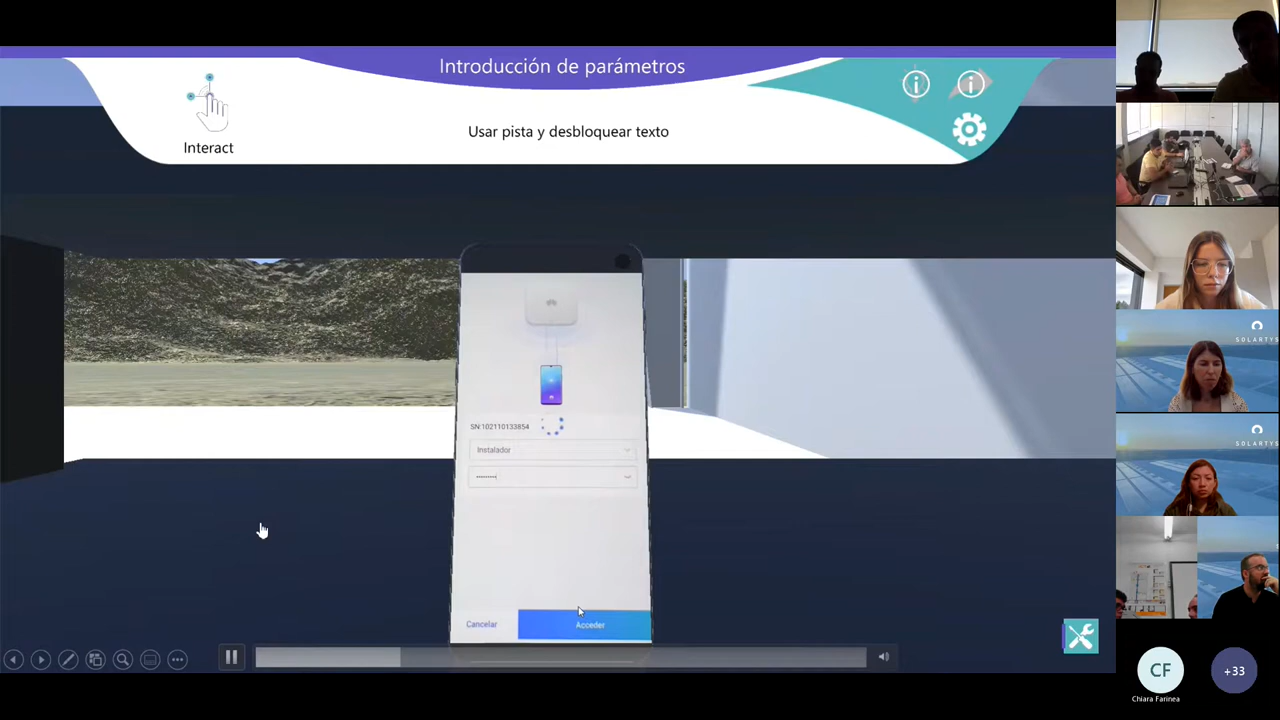 Introducción de parámetros
Usar pista y desbloquear texto
Interact
SN:102110133854
Instalador
Cancelar
Acceder
SOLARTYS
SOLARTYS
CF
Chiara Farinea
+33